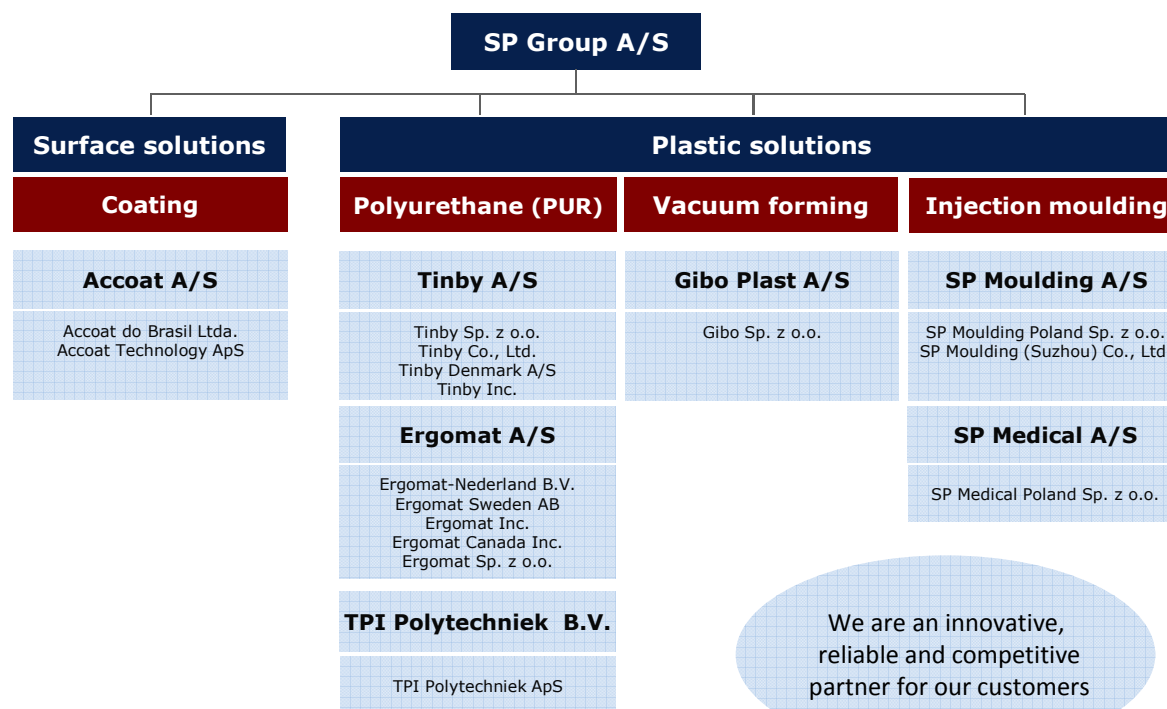 SP Group A/S
Surface solutions
Plastic solutions
Coating
Polyurethane (PUR)
Vacuum forming
Injection moulding
Accoat A/S
Accoat do Brasil Ltda.
Accoat Technology ApS
Tinby A/S
Tinby Sp. z o.o.
Tinby Co., Ltd.
Tinby Denmark A/S
Tinby Inc.
Ergomat A/S
Ergomat-Nederland B.V.
Ergomat Sweden AB
Ergomat Inc.
Ergomat Canada Inc.
Ergomat Sp. z o.o.
TPI Polytechniek B.V.
TPI Polytechniek ApS
Gibo Plast A/S
Gibo Sp. z o.o.
SP Moulding A/S
SP Moulding Poland Sp. z o.o.
SP Moulding (Suzhou) Co., Ltd
SP Medical A/S
SP Medical Poland Sp. z o.o.
We are an innovative,
reliable and competitive
partner for our customers